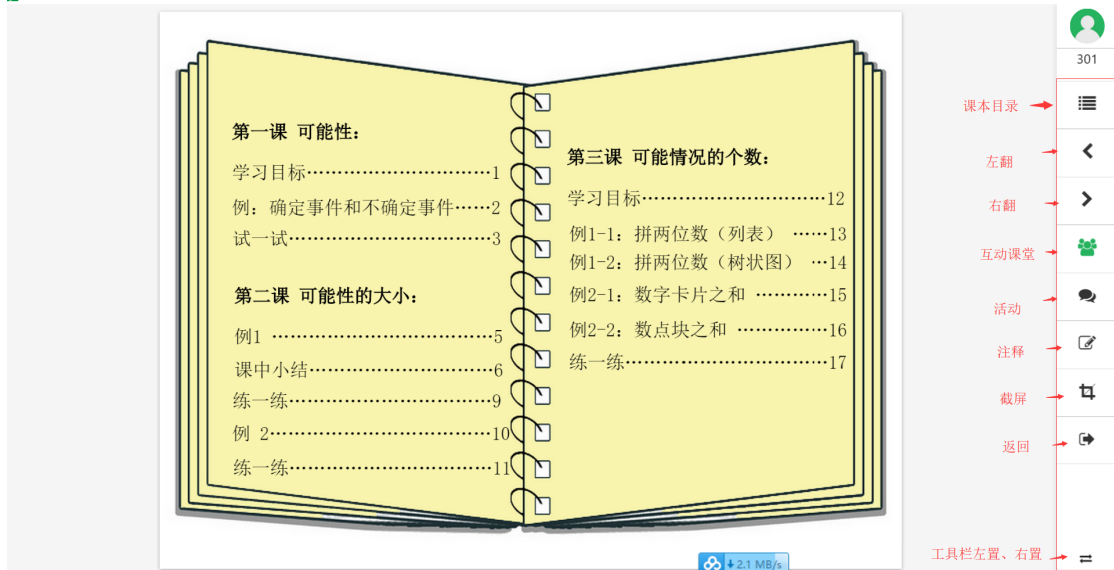 第一课 可能性:
学习目标······························1
例: 确定事件和不确定事件······2
试一试·································3
第二课 可能性的大小:
例1 ····································5
课中小结······························6
练一练·································9
例 2····································10
练一练·································11
第三课 可能情况的个数:
学习目标······························12
例1-1: 拼两位数（列表） ······13
例1-2: 拼两位数（树状图） ···14
例2-1: 数字卡片之和 ············15
例2-2: 数点块之和 ···············16
练一练·································17
301
课本目录
左翻
右翻
互动课堂
活动
注释
截屏
返回
工具栏左置、右置
2.1 MB/s